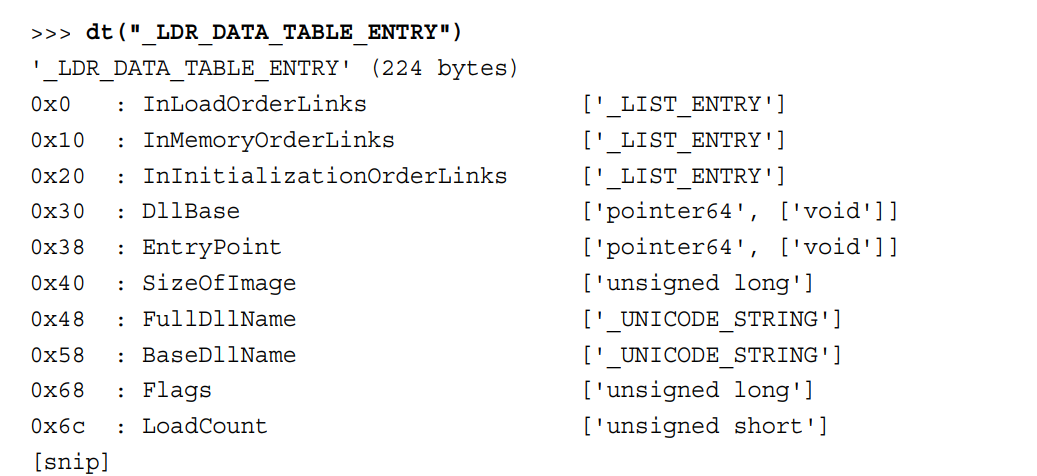 >>> dt("_LDR_DATA_TABLE_ENTRY")
'_LDR_DATA_TABLE_ENTRY' (224 bytes)
0x0   : InLoadOrderLinks               ['_LIST_ENTRY']
0x10  : InMemoryOrderLinks             ['_LIST_ENTRY']
0x20  : InInitializationOrderLinks     ['_LIST_ENTRY']
0x30  : DllBase                        ['pointer64', ['void']]
0x38  : EntryPoint                     ['pointer64', ['void']]
0x40  : SizeOfImage                    ['unsigned long']
0x48  : FullDllName                    ['_UNICODE_STRING']
0x58  : BaseDllName                    ['_UNICODE_STRING']
0x68  : Flags                          ['unsigned long']
0x6c  : LoadCount                      ['unsigned short']
[snip]